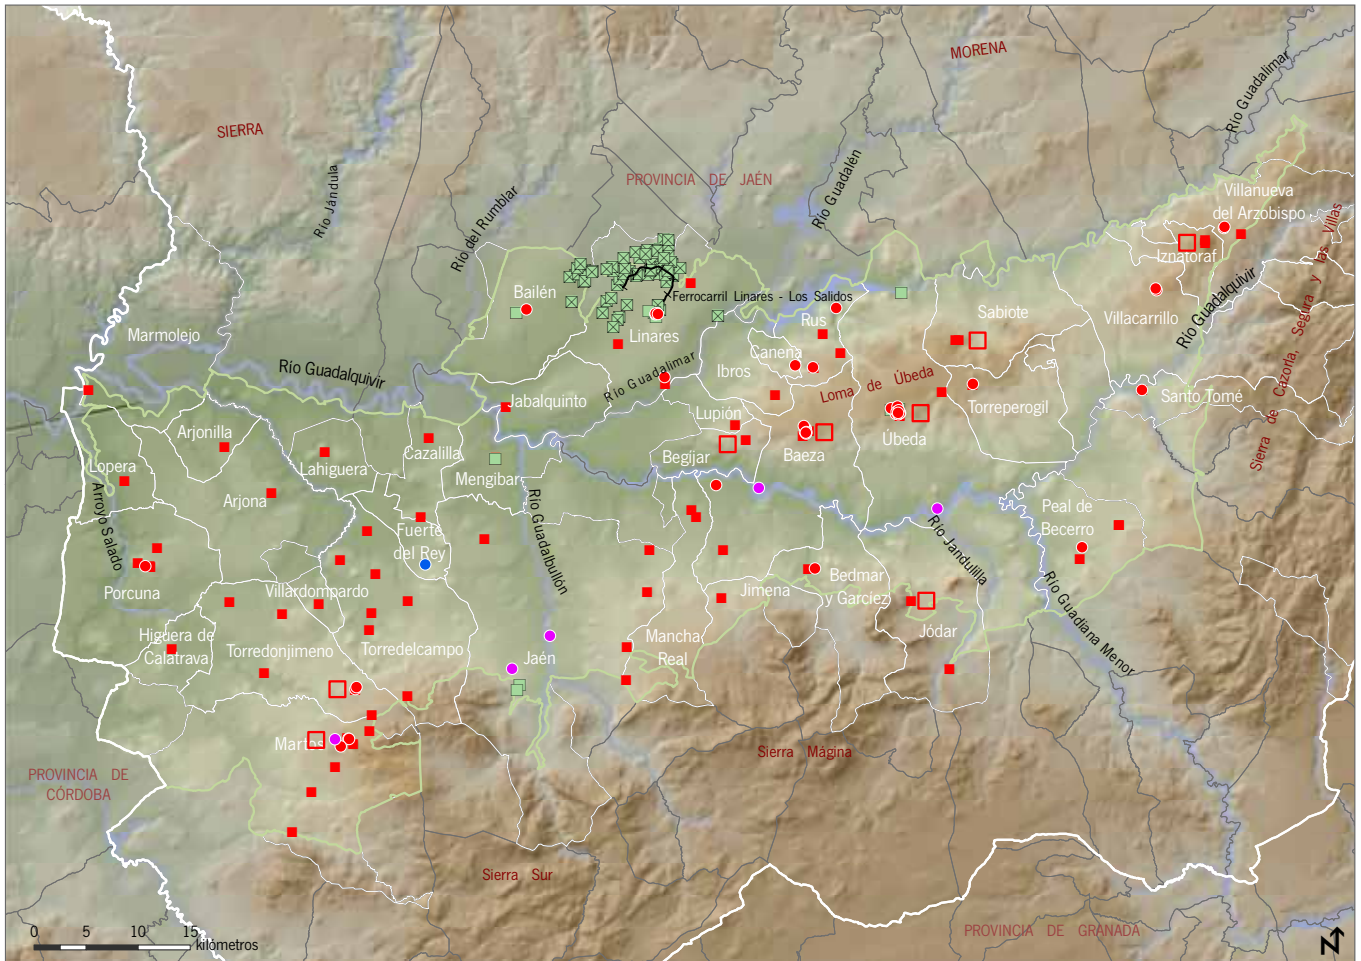 MORENA
SIERRA
Río Guadalimar
PROVINCIA DE JAÉN
Río Jándula
Río del Rumblar
Río Guadalén
Villanueva
del Arzobispo
Iznatoraf
Sierra de Cazorla, Segura y las Villas
Bailén
Ferrocarril Linares - Los Salidos
Linares
Rus
Sabiote
Villacarrillo
Río Guadalquivir
Marmolejo
Río Guadalquivir
Canena
Ibros
Río Guadalimar
Loma de Úbeda
Jabalquinto
Torreperogil
Santo Tomé
Lupión
Úbeda
Arjonilla
Cazalilla
Begíjar
Baeza
Lopera
Lahiguera
Mengibar
Arjona
Arroyo Salado
Río Guadalbullón
Peal de
Becerro
Fuerte
del Rey
Río Jandulilla
Porcuna
Villardompardo
Jimena
Bedmar
y Garcíez
Río Guadiana Menor
Jódar
Higuera de
Calatrava
Torredonjimeno
Torredelcampo
Jaén
Mancha
Real
Martos
Sierra Mágina
PROVINCIA DE
CÓRDOBA
Sierra Sur
PROVINCIA DE GRANADA
0 5 10 15
kilómetros
N